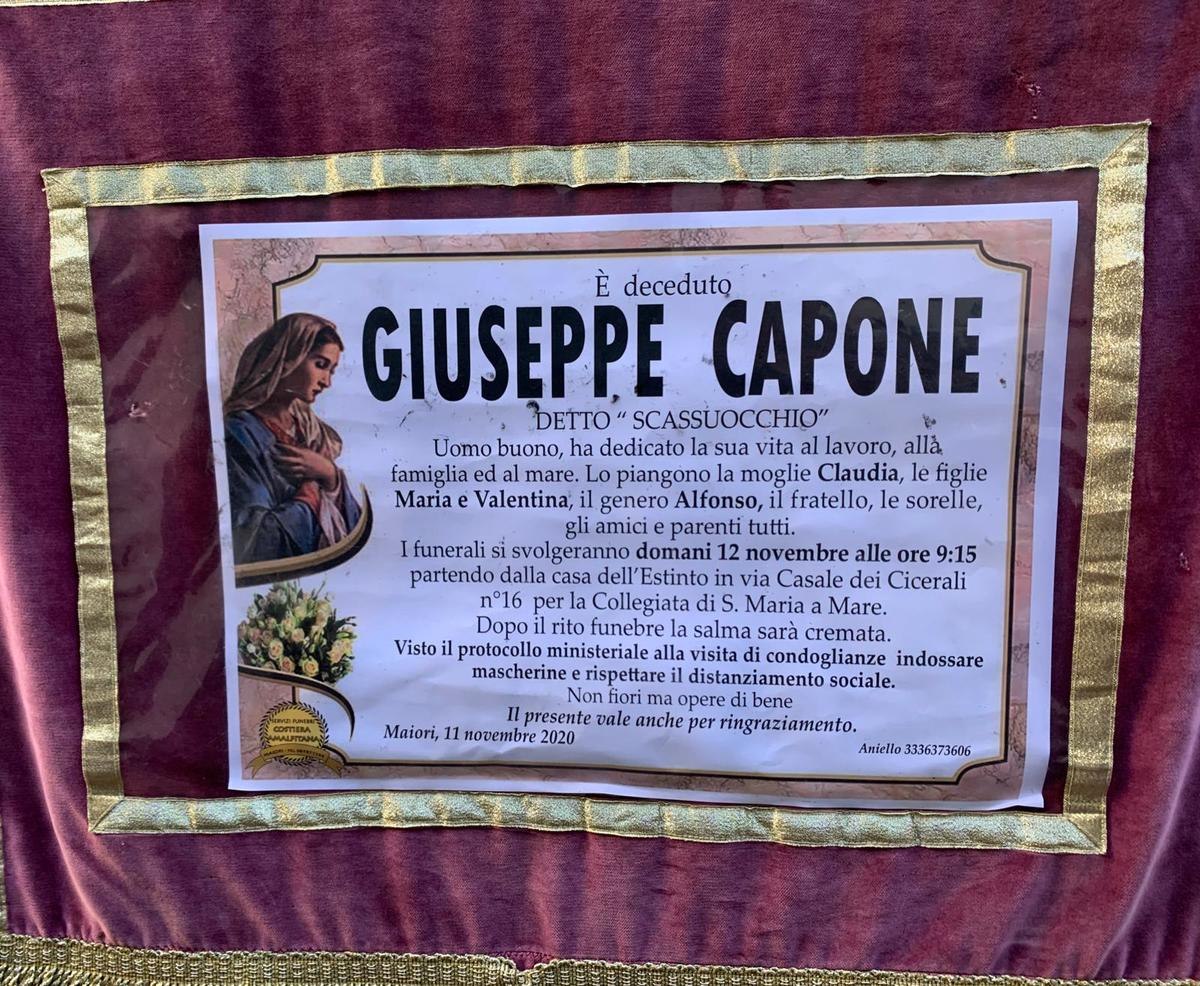 È deceduto
GIUSEPPE CAPONE
DETTO “ SCASSUOCCHIO”
Uomo buono, ha dedicato la sua vita al lavoro, alla
famiglia ed al mare. Lo piangono la moglie Claudia, le figlie
Maria e Valentina, il genero Alfonso, il fratello, le sorelle,
gli amici e parenti tutti.
I funerali si svolgeranno domani 12 novembre alle ore 9:15
partendo dalla casa dell’Estinto in via Casale dei Cicerali
n°16 per la Collegiata di S. Maria a Mare.
Dopo il rito funebre la salma sarà cremata.
Visto il protocollo ministeriale alla visita di condoglianze indossare
mascherine e rispettare il distanziamento sociale.
Non fiori ma opere di bene
Il presente vale anche per ringraziamento.
Maiori, 11 novembre 2020
Aniello 3336373606
SERVIZI FUNEBRI
COSTIERA
AMALFITANA
MAIORI